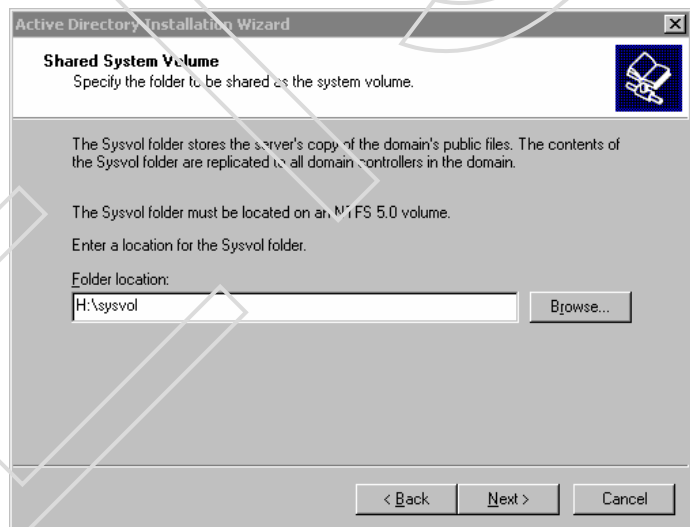 Active Directory Installation Wizard
Shared System Volume
Specify the folder to be shared as the system volume.
The Sysvol folder stores the server's copy of the domain's public files. The contents of
the Sysvol folder are replicated to all domain controllers in the domain.
The Sysvol folder must be located on an NTFS 5.0 volume.
Enter a location for the Sysvol folder.
Folder location:
H:\sysvol
Browse...
< Back Next > Cancel